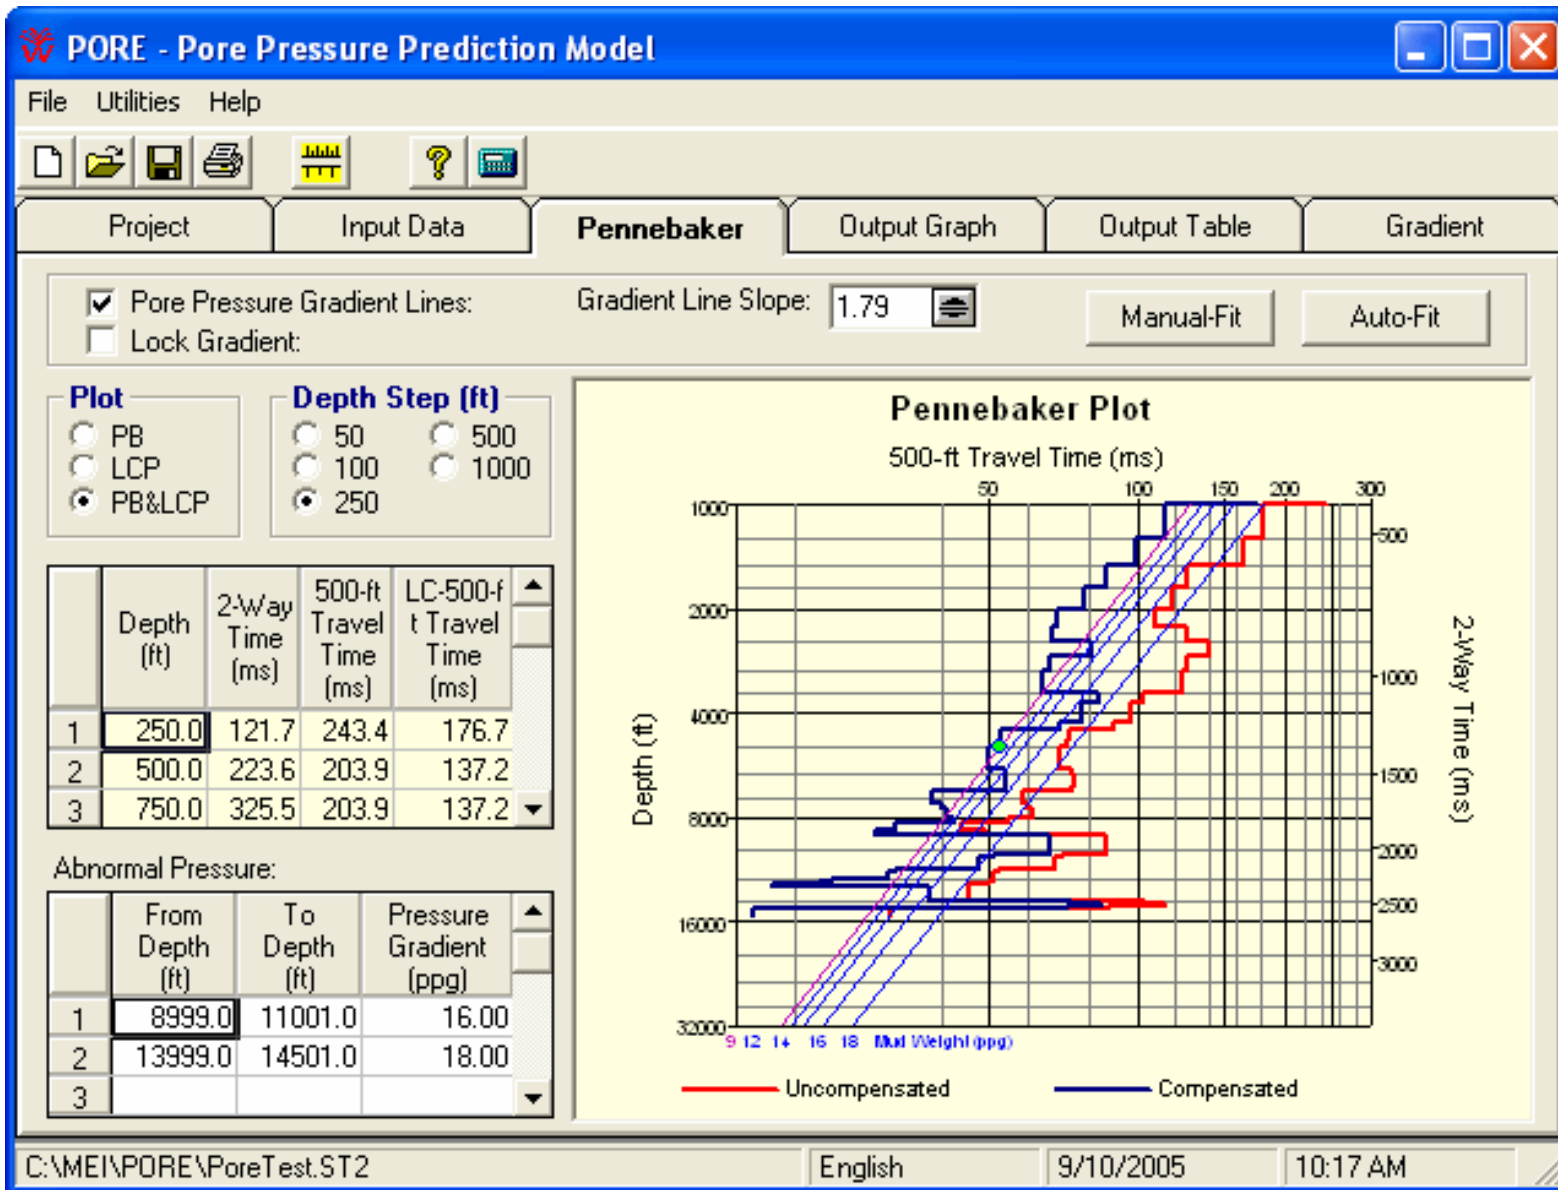 PORE - Pore Pressure Prediction Model
File Utilities Help
Project Input Data Pennebaker Output Graph Output Table Gradient
Pore Pressure Gradient Lines:
Lock Gradient:
Gradient Line Slope: 1.79
Manual-Fit Auto-Fit
Plot
PB
LCP
PB&LCP
Depth Step (ft)
50 500
100 1000
250
Depth (ft) 2-Way Time (ms) 500-ft Travel Time (ms) LC-500-f t Travel Time (ms)
1 250.0 121.7 243.4 176.7
2 500.0 223.6 203.9 137.2
3 750.0 325.5 203.9 137.2
Abnormal Pressure:
From Depth (ft) To Depth (ft) Pressure Gradient (ppg)
1 8999.0 11001.0 16.00
2 13999.0 14501.0 18.00
3
Pennebaker Plot
500-ft Travel Time (ms)
50 100 150 200 300
1000
2000
4000
8000
16000
32000
Depth (ft)
500
1000
1500
2000
2500
3000
2-Way Time (ms)
9 12 14 16 18 Mud Weight (ppg)
Uncompensated Compensated
C:\MEI\PORE\PoreTest.ST2 English 9/10/2005 10:17 AM